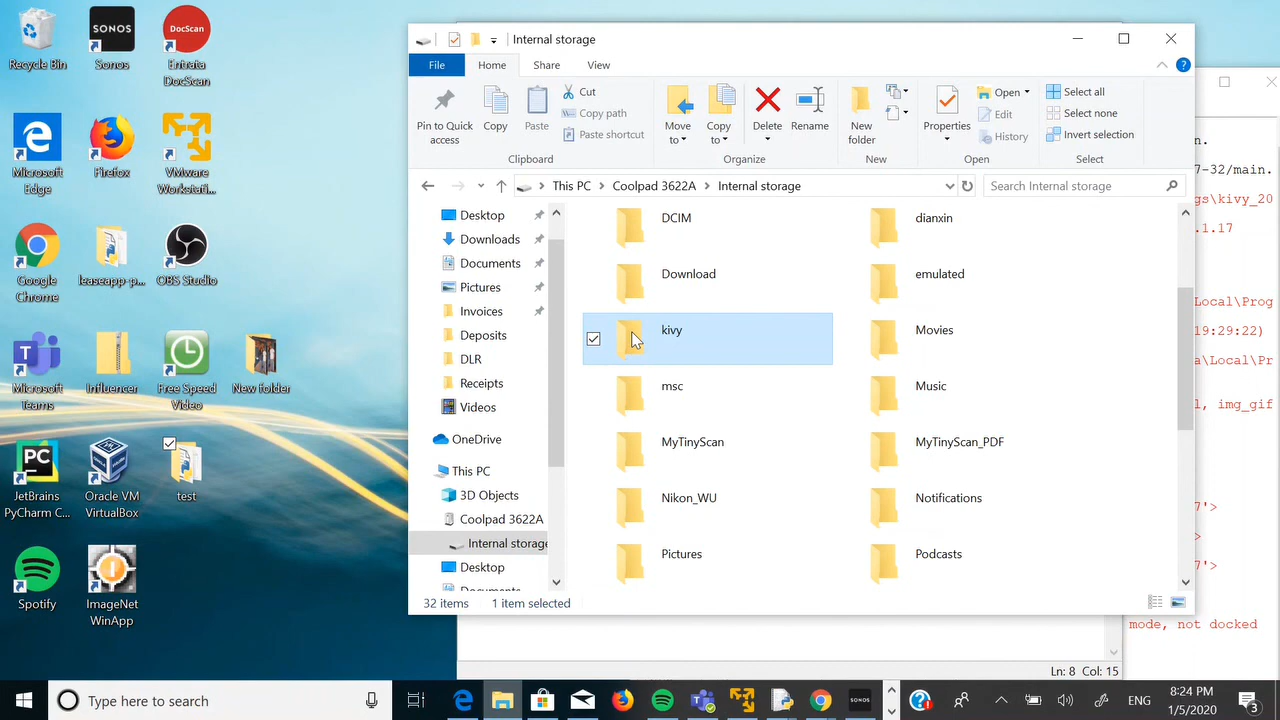 Recycle Bin
SONOS
Sonos
DocScan
Entrata
DocScan
Microsoft
Edge
Firefox
VMware
Workstati...
Google
Chrome
leaseapp-p...
OBS Studio
Microsoft
Teams
Influencer
Free Speed
Video
New folder
PC
JetBrains
PyCharm C...
Oracle VM
VirtualBox
test
Spotify
ImageNet
WinApp
Internal storage
File
Home
Share
View
Pin to Quick
access
Copy
Paste
Cut
Copy path
Paste shortcut
Clipboard
Move
to
Copy
to
Delete
Rename
Organize
New
folder
New
Properties
Open
Edit
History
Open
Select all
Select none
Invert selection
Select
This PC > Coolpad 3622A > Internal storage
Search Internal storage
Desktop
Downloads
Documents
Pictures
Invoices
Deposits
DLR
Receipts
Videos
OneDrive
This PC
3D Objects
Coolpad 3622A
Internal storage
Desktop
DCIM
dianxin
Download
emulated
kivy
Movies
msc
Music
MyTinyScan
MyTinyScan_PDF
Nikon_WU
Notifications
Pictures
Podcasts
32 items
1 item selected
7-32/main.
gs\kivy_20
.1.17
Local\Prog
19:29:22)
a\Local\Pr
l, img_gif
7'>
>
7'>
mode, not docked
Ln: 8 Col: 15
Type here to search
SONOS
ENG
8:24 PM
1/5/2020
3